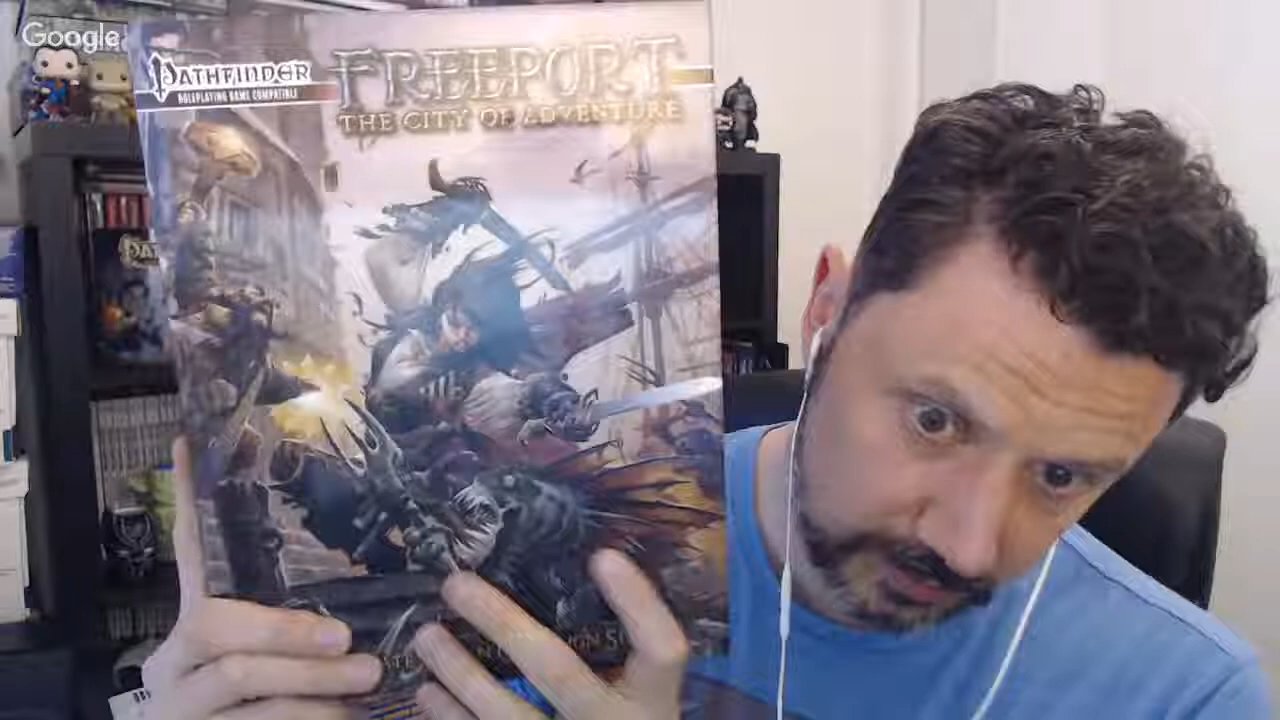 Google
PATHFINDER
ROLEPLAYING GAME COMPATIBLE
FREEPORT
THE CITY OF ADVENTURE